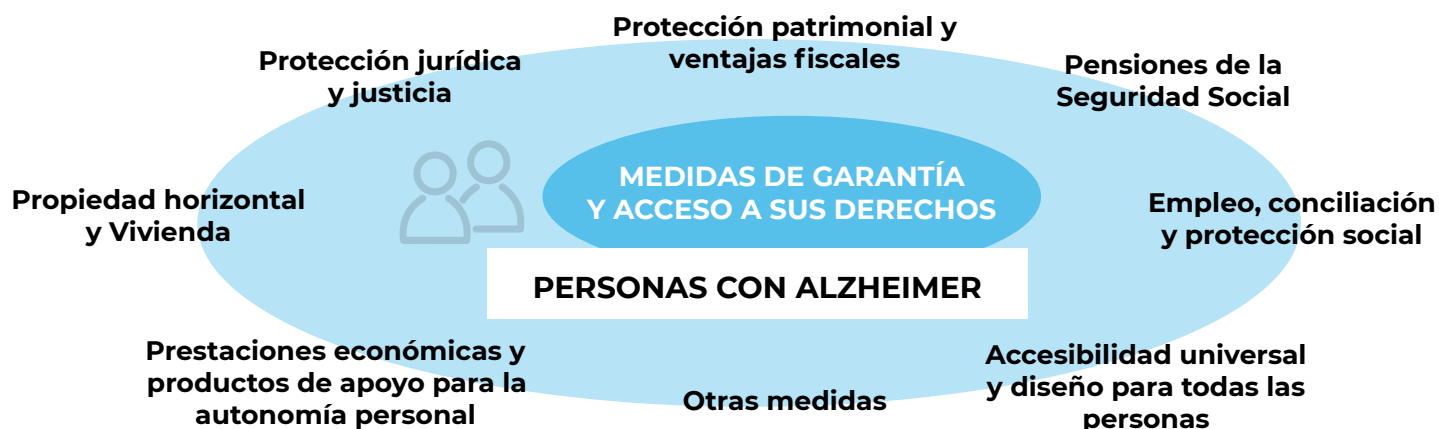 Protección patrimonial y
ventajas fiscales
Protección jurídica
y justicia
Pensiones de la
Seguridad Social
MEDIDAS DE GARANTÍA
Y ACCESO A SUS DERECHOS
Propiedad horizontal
y Vivienda
Empleo, conciliación
y protección social
PERSONAS CON ALZHEIMER
Prestaciones económicas y
productos de apoyo para la
autonomía personal
Otras medidas
Accesibilidad universal
y diseño para todas las
personas